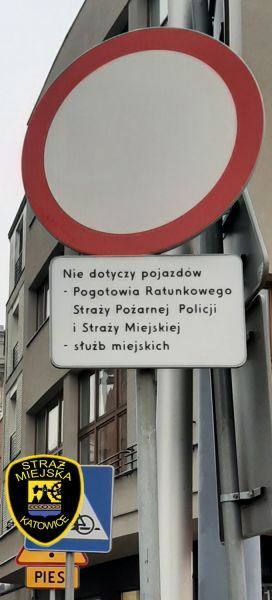 Nie dotyczy pojazdów
- Pogotowia Ratunkowego
Straży Pożarnej Policji
i Straży Miejskiej
- służb miejskich
STRAŻ
MIEJSKA
KATOWICE
PIES